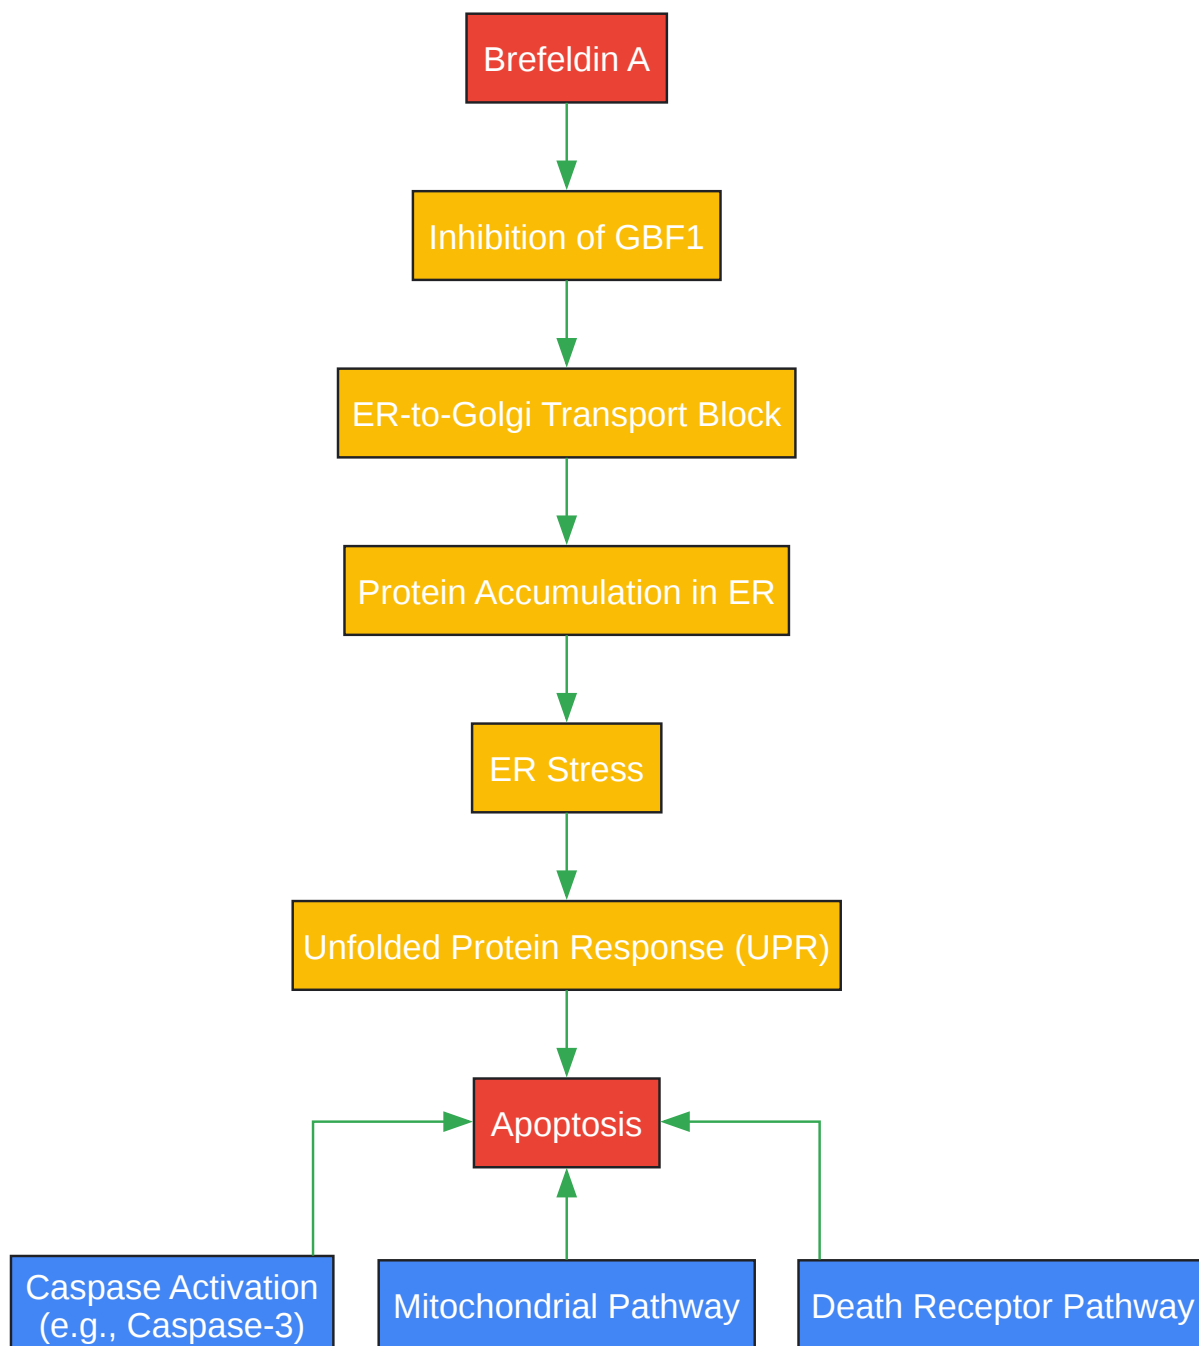 Brefeldin A
Inhibition of GBF1
ER-to-Golgi Transport Block
Protein Accumulation in ER
ER Stress
Unfolded Protein Response (UPR)
Apoptosis
Caspase Activation
(e.g., Caspase-3)
Mitochondrial Pathway
Death Receptor Pathway